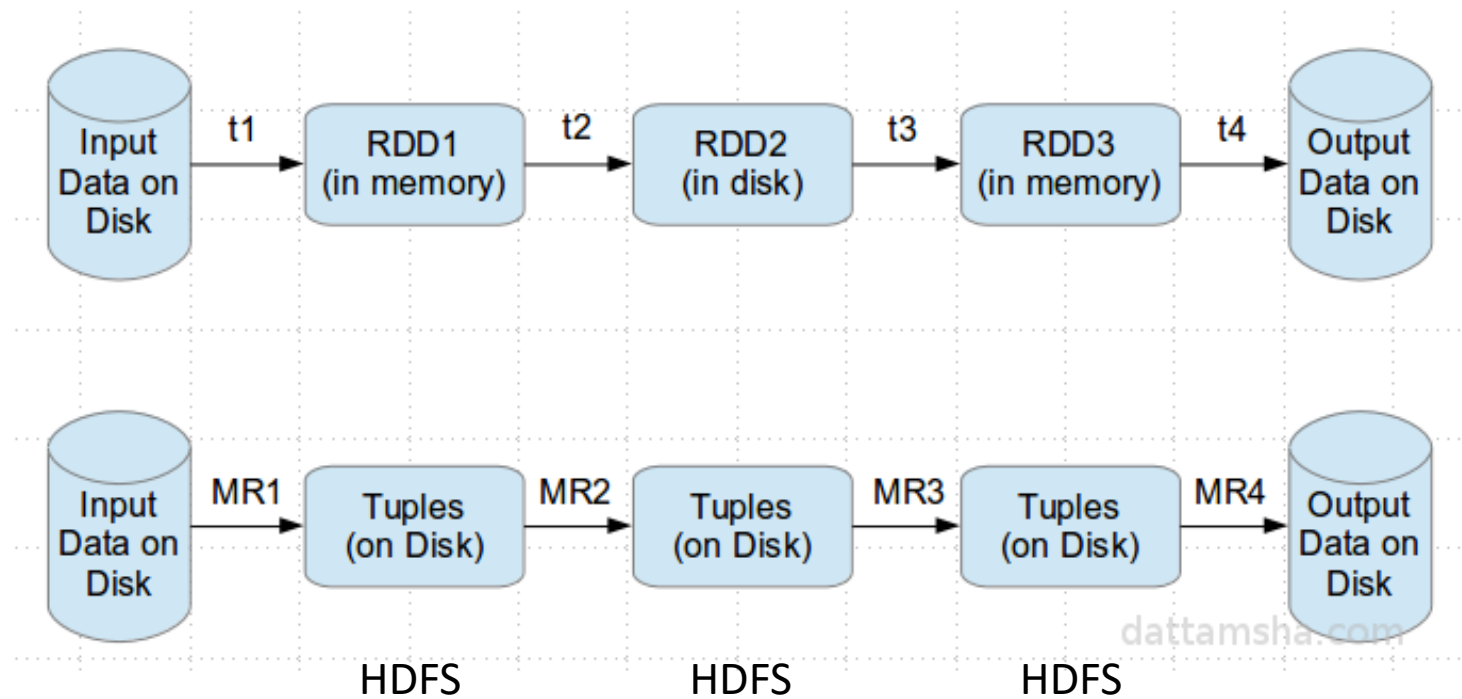 Input
Data on
Disk
t1
RDD1
(in memory)
t2
RDD2
(in disk)
t3
RDD3
(in memory)
t4
Output
Data on
Disk
Input
Data on
Disk
MR1
Tuples
(on Disk)
MR2
Tuples
(on Disk)
MR3
Tuples
(on Disk)
MR4
Output
Data on
Disk
dattamsha.com
HDFS
HDFS
HDFS